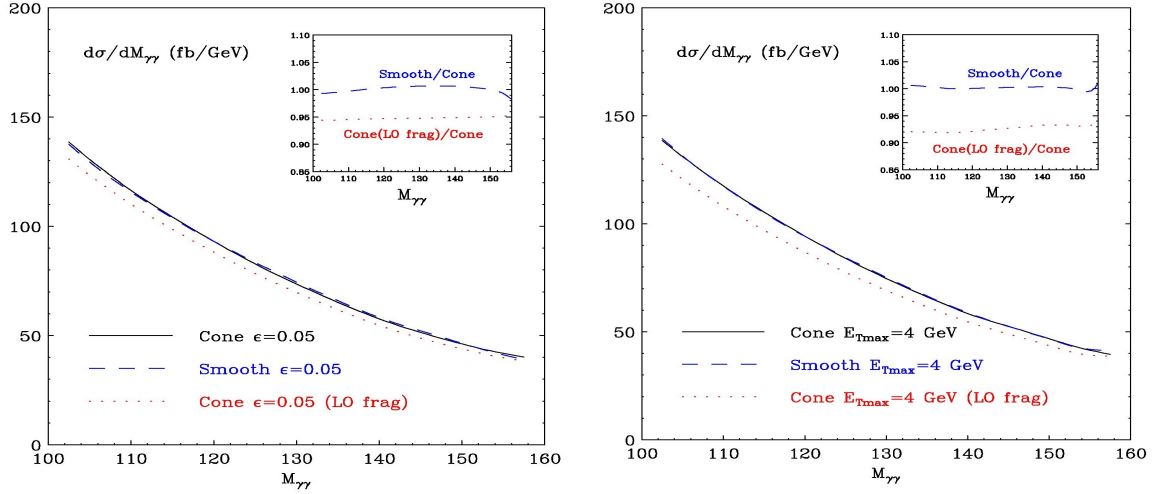 200
150
100
50
0
100 110 120 130 140 150 160
Mγγ
dσ/dMγγ (fb/GeV)
1.10
1.05
1.00
0.95
0.90
0.86
100 110 120 130 140 150
Mγγ
Smooth/Cone
Cone(LO frag)/Cone
Cone ϵ=0.05
Smooth ϵ=0.05
Cone ϵ=0.05 (LO frag)
200
150
100
50
0
100 110 120 130 140 150 160
Mγγ
dσ/dMγγ (fb/GeV)
1.10
1.06
1.00
0.96
0.90
0.86
100 110 120 130 140 150
Mγγ
Smooth/Cone
Cone(LO frag)/Cone
Cone ETmax=4 GeV
Smooth ETmax=4 GeV
Cone ETmax=4 GeV (LO frag)